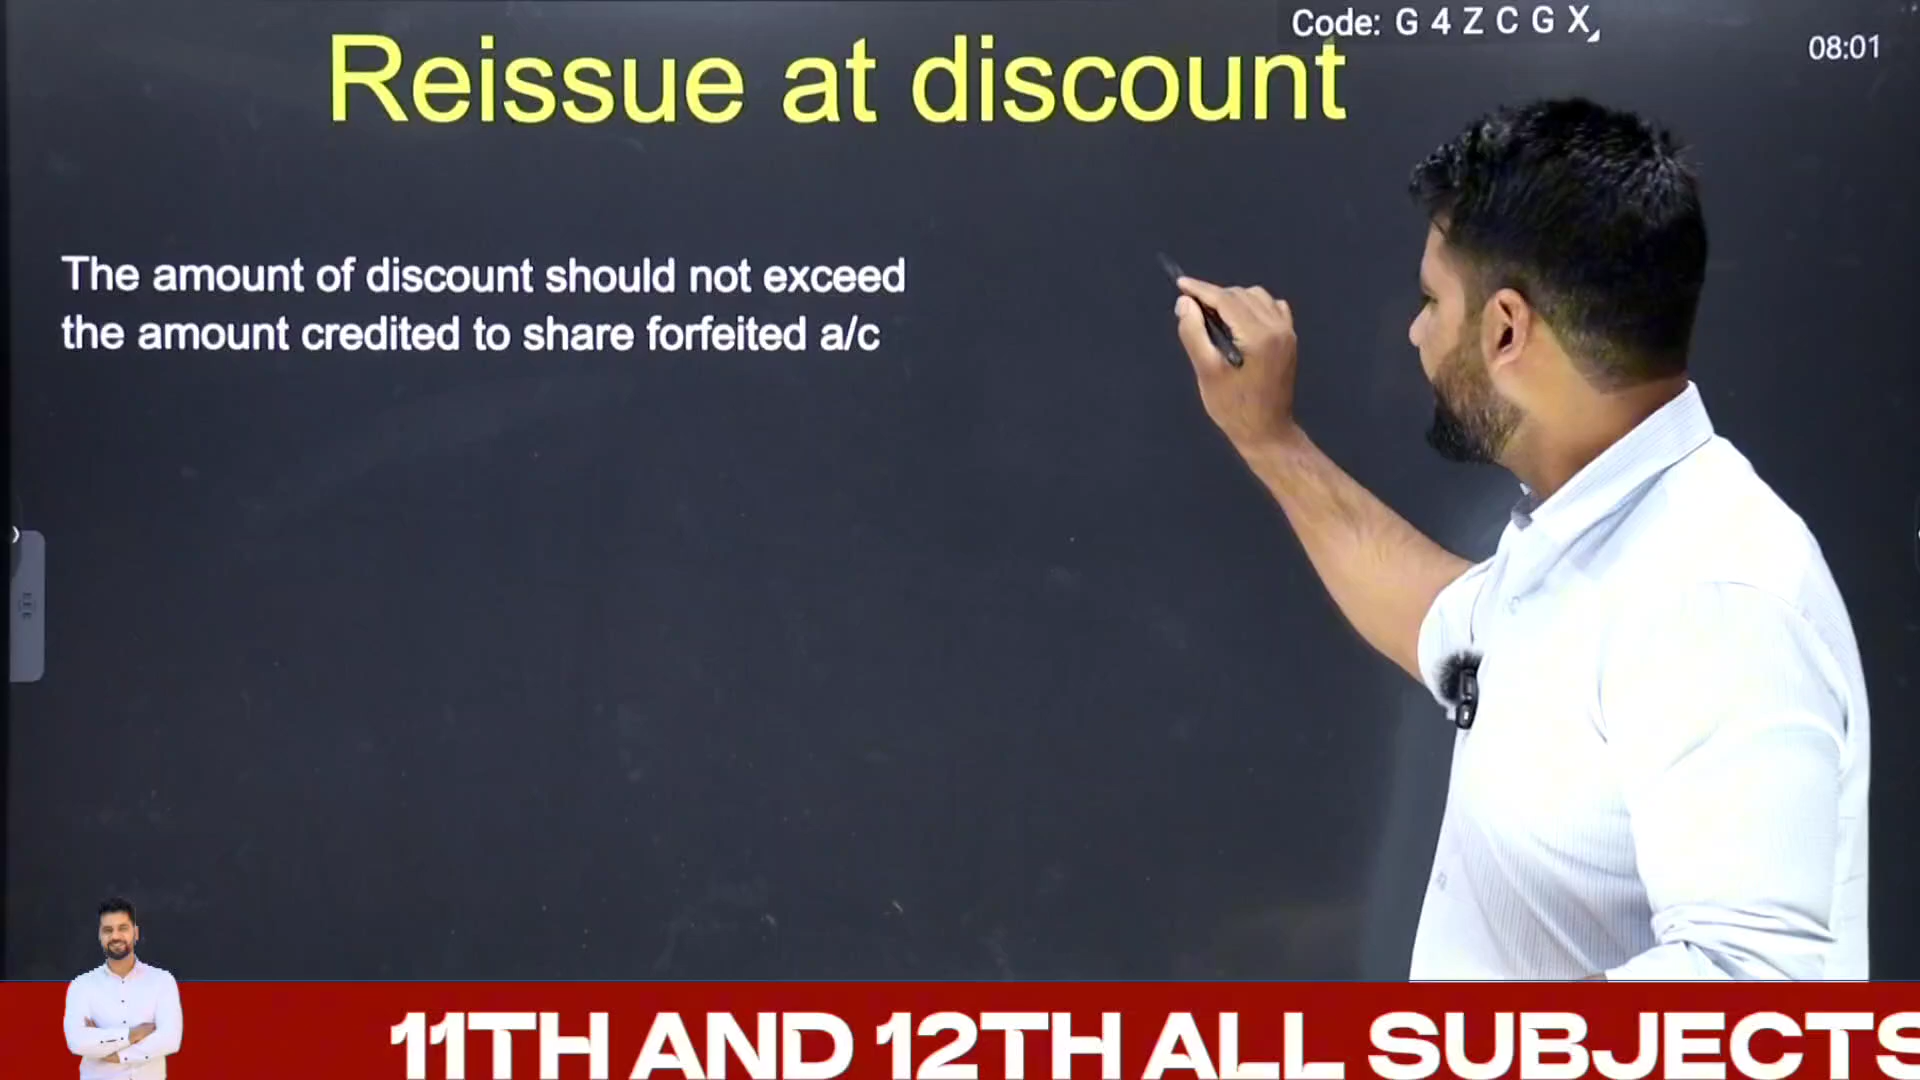 Code: G 4 Z C G X
08:01
Reissue at discount
The amount of discount should not exceed
the amount credited to share forfeited a/c
11TH AND 12TH ALL SUBJECTS